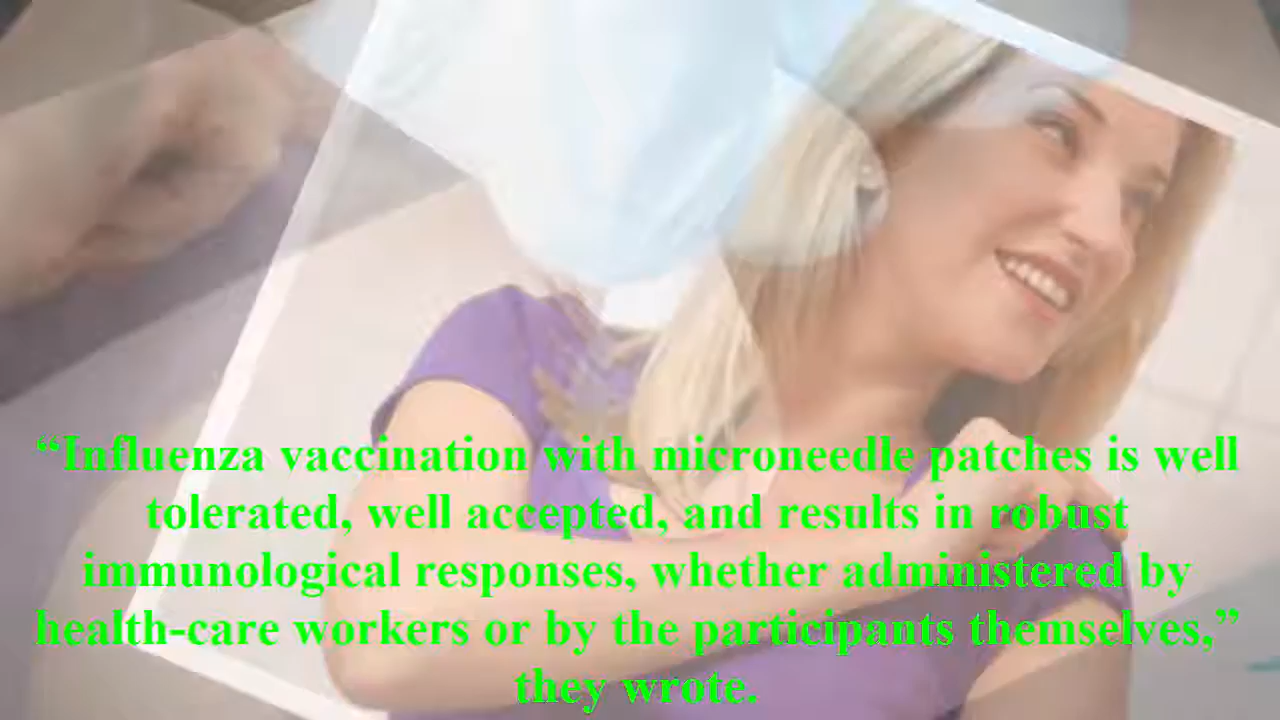 “Influenza vaccination with microneedle patches is well
tolerated, well accepted, and results in robust
immunological responses, whether administered by
health-care workers or by the participants themselves,”
they wrote.